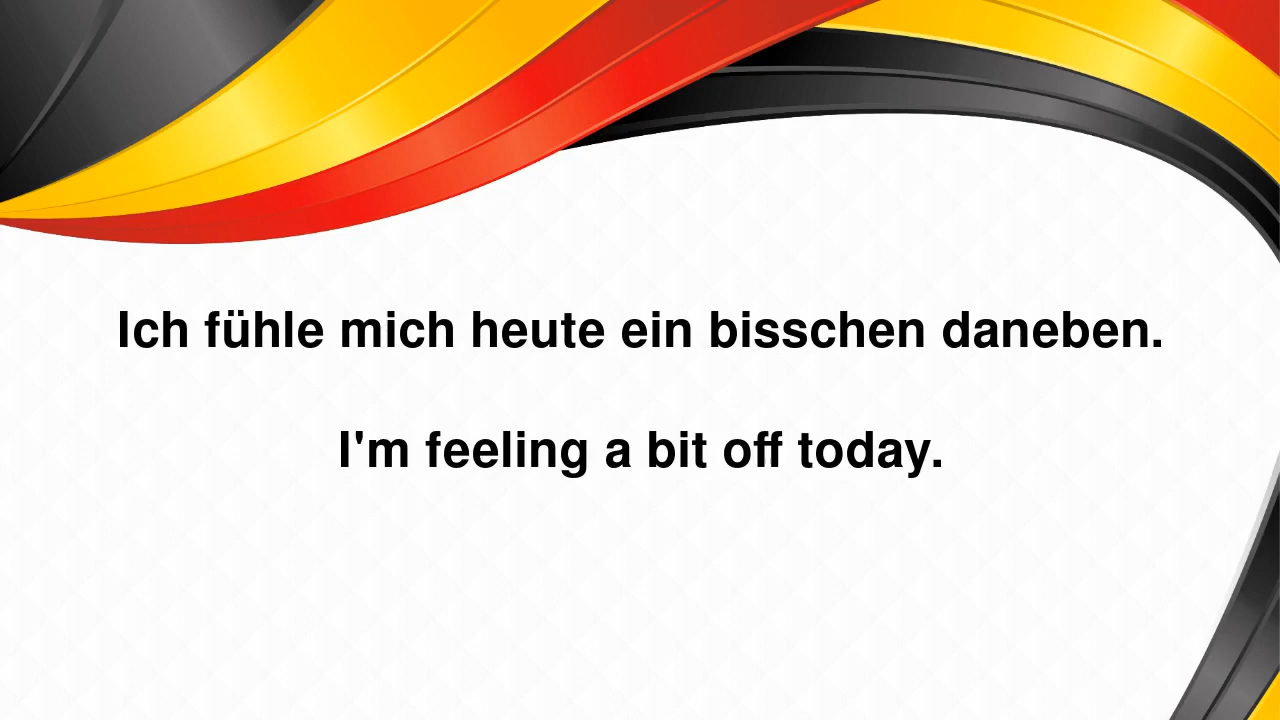 Ich fühle mich heute ein bisschen daneben.
I'm feeling a bit off today.